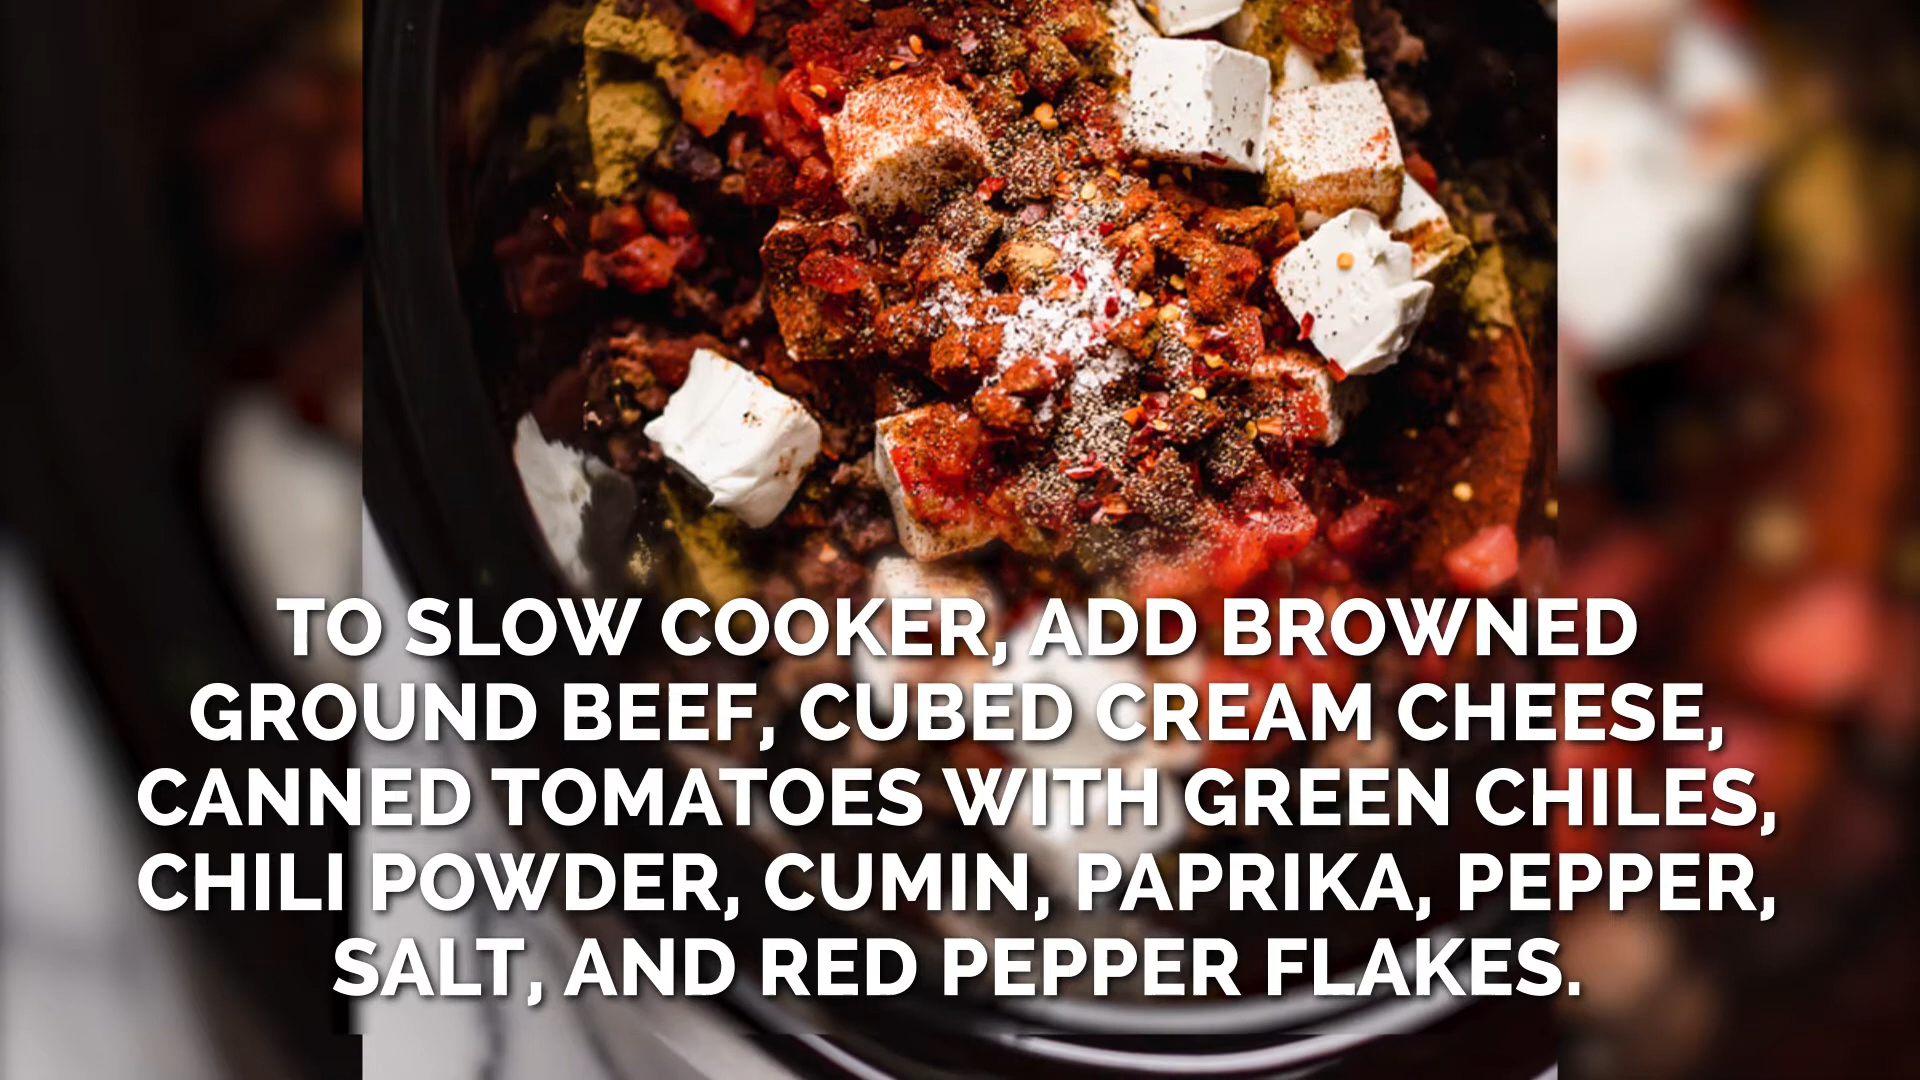 TO SLOW COOKER, ADD BROWNED
GROUND BEEF, CUBED CREAM CHEESE,
CANNED TOMATOES WITH GREEN CHILES,
CHILI POWDER, CUMIN, PAPRIKA, PEPPER,
SALT, AND RED PEPPER FLAKES.